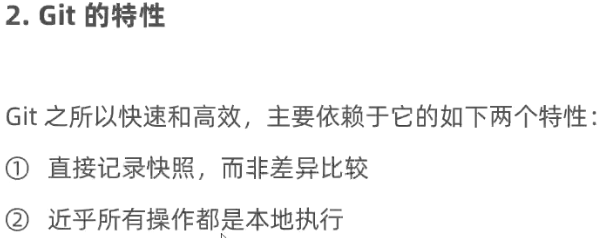 2. Git 的特性
Git 之所以快速和高效，主要依赖于它的如下两个特性：
① 直接记录快照，而非差异比较
② 近乎所有操作都是本地执行